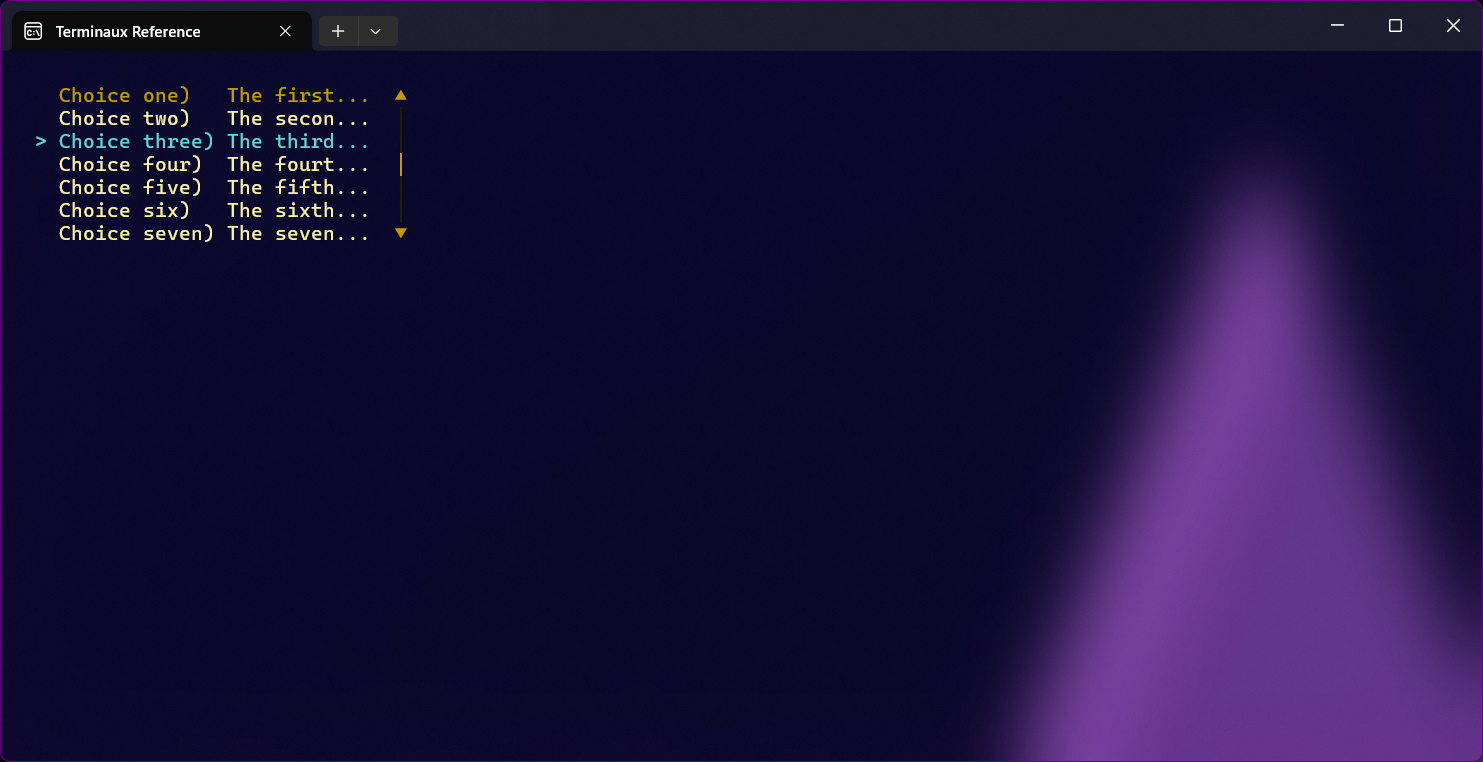 Terminaux Reference
Choice one)   The first...
Choice two)   The secon...
> Choice three) The third...
Choice four)  The fourt...
Choice five)  The fifth...
Choice six)   The sixth...
Choice seven) The seven...